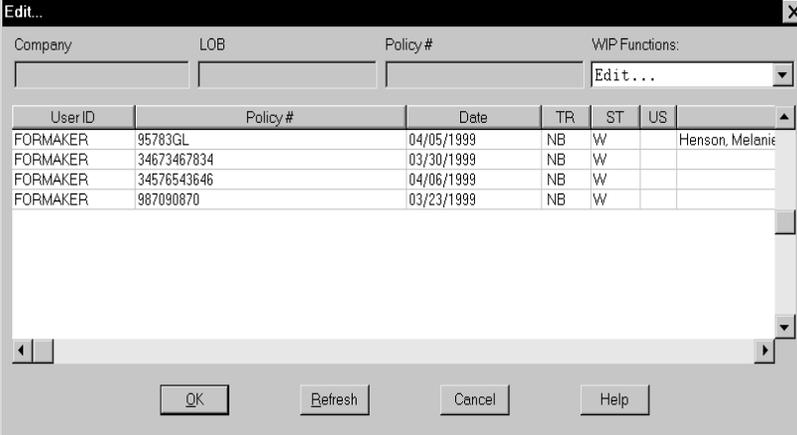 Edit...
Company LOB Policy # WIP Functions:
Edit...
User ID Policy # Date TR ST US
FORMAKER 95783GL 04/05/1999 NB W Henson, Melanie
FORMAKER 34673467834 03/30/1999 NB W
FORMAKER 34576543646 04/06/1999 NB W
FORMAKER 987090870 03/23/1999 NB W
OK Refresh Cancel Help